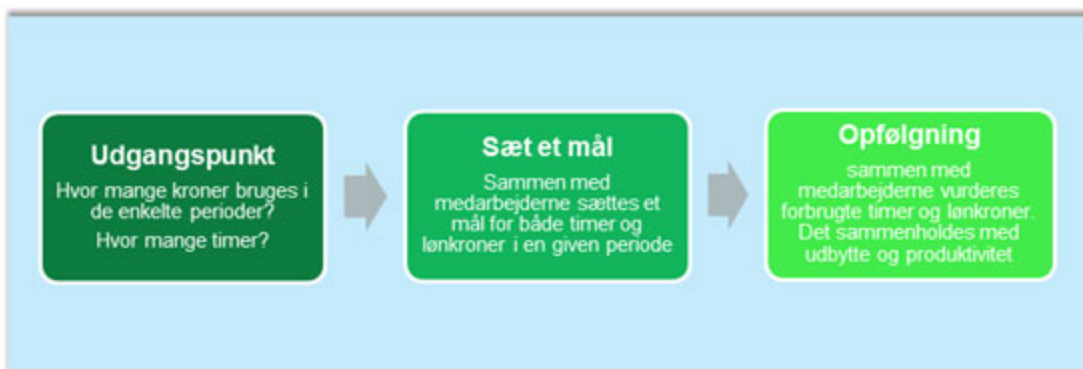 Udgangspunkt
Hvor mange kroner bruges i
de enkelte perioder?
Hvor mange timer?
Sæt et mål
Sammen med
medarbejderne sættes et
mål for både timer og
lønkroner i en given periode
Opfølgning
sammen med
medarbejderne vurderes
forbrugte timer og lønkroner.
Det sammenholdes med
udbytte og produktivitet